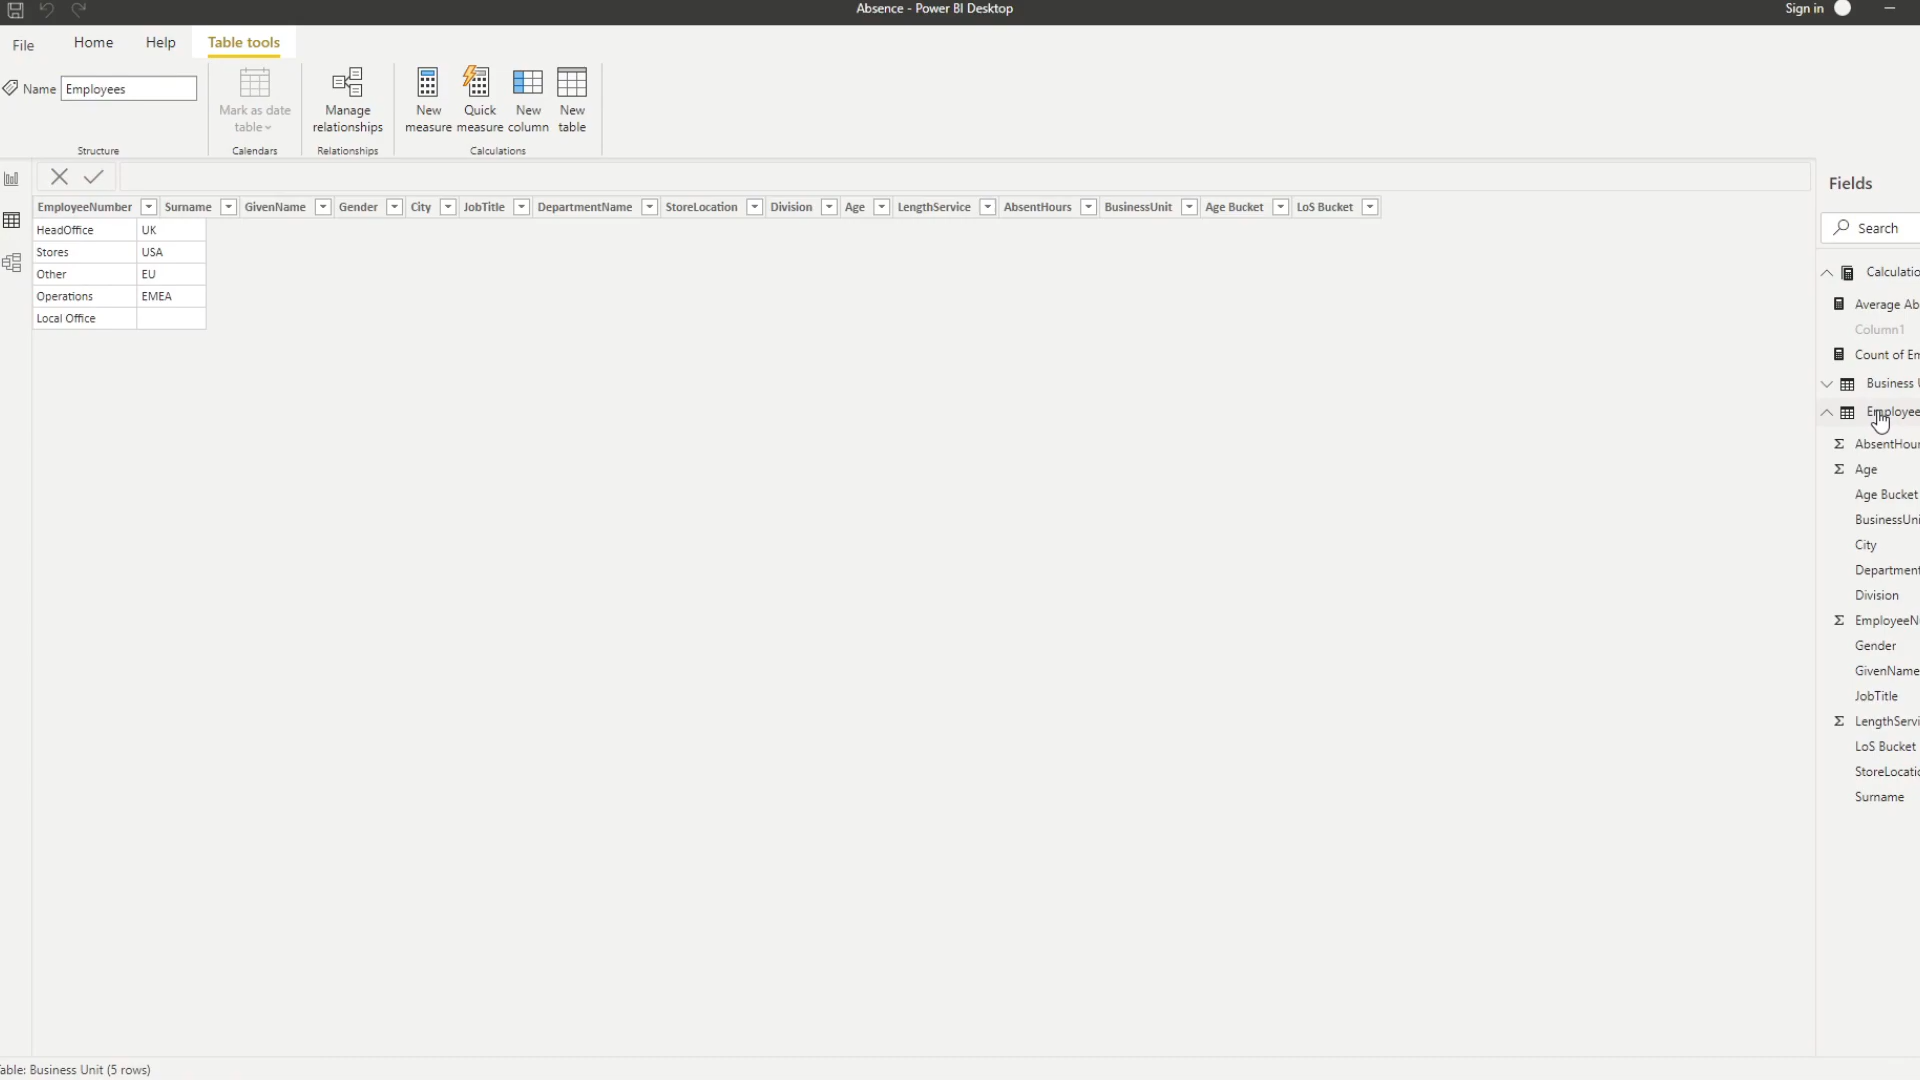 Absence - Power BI Desktop
Sign in
File
Home
Help
Table tools
Name
Employees
Mark as date
table
Manage
relationships
New
measure
Quick
measure
New
column
New
table
Structure
Calendars
Relationships
Calculations
EmployeeNumber Surname GivenName Gender City JobTitle DepartmentName StoreLocation Division Age LengthService AbsentHours BusinessUnit Age Bucket LoS Bucket
HeadOffice UK
Stores USA
Other EU
Operations EMEA
Local Office
Fields
Search
Calculatio
Average Ab
Column1
Count of Em
Business U
Employee
Σ AbsentHour
Σ Age
Age Bucket
BusinessUni
City
Department
Division
Σ EmployeeNu
Gender
GivenName
JobTitle
Σ LengthServi
LoS Bucket
StoreLocatio
Surname
able: Business Unit (5 rows)